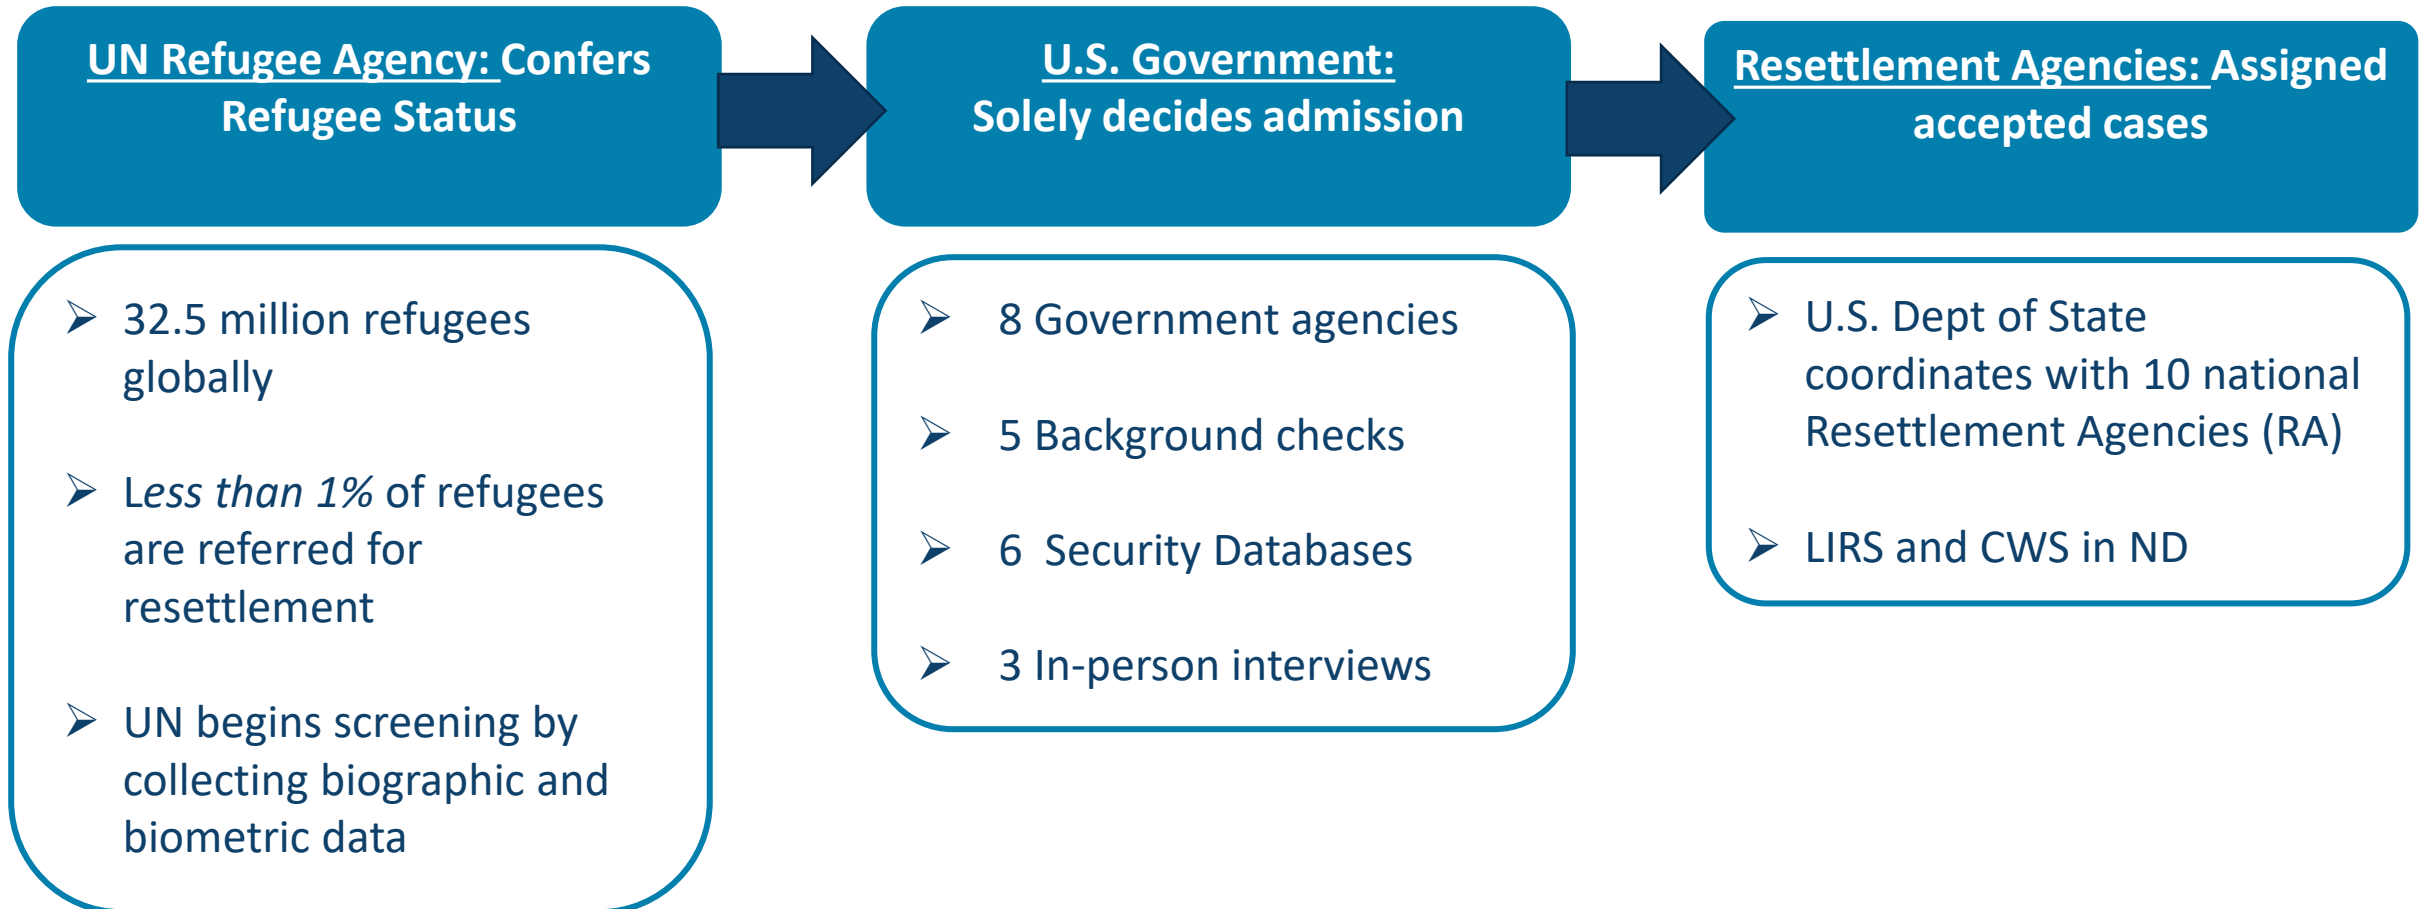 UN Refugee Agency: Confers
Refugee Status
U.S. Government:
Solely decides admission
Resettlement Agencies: Assigned
accepted cases
➢ 32.5 million refugees
globally
➢ Less than 1% of refugees
are referred for
resettlement
➢ UN begins screening by
collecting biographic and
biometric data
➢ 8 Government agencies
➢ 5 Background checks
➢ 6  Security Databases
➢ 3 In-person interviews
➢ U.S. Dept of State
coordinates with 10 national
Resettlement Agencies (RA)
➢ LIRS and CWS in ND